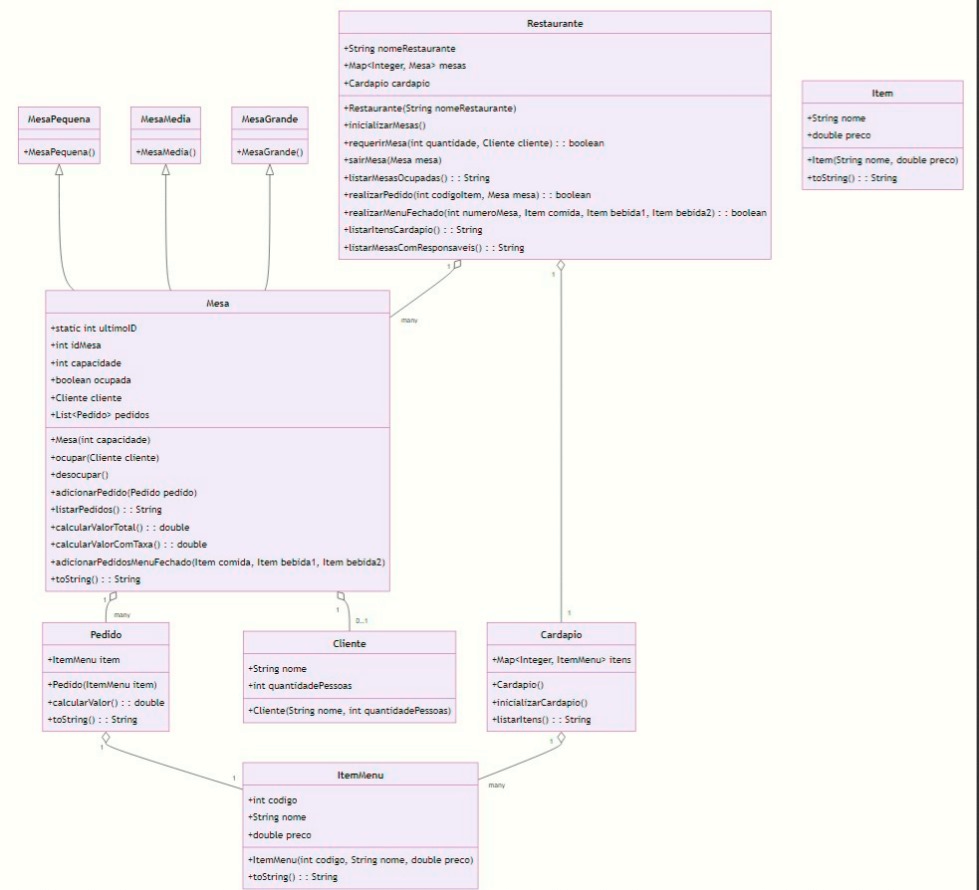 Restaurante
+String nomeRestaurante
+Map<Integer, Mesa> mesas
+Cardapio cardapio
+Restaurante(String nomeRestaurante)
+inicializarMesas()
+requerirMesa(int quantidade, Cliente cliente) : : boolean
+sairMesa(Mesa mesa)
+listarMesasOcupadas() : : String
+realizarPedido(int codigoItem, Mesa mesa) : : boolean
+realizarMenuFechado(int numeroMesa, Item comida, Item bebida1, Item bebida2) : : boolean
+listarItensCardapio() : : String
+listarMesasComResponsaveis() : : String
Item
+String nome
+double preco
+Item(String nome, double preco)
+toString() : : String
MesaPequena
+MesaPequena()
MesaMedia
+MesaMedia()
MesaGrande
+MesaGrande()
1
many
1
1
Mesa
+static int ultimoID
+int idMesa
+int capacidade
+boolean ocupada
+Cliente cliente
+List<Pedido> pedidos
+Mesa(int capacidade)
+ocupar(Cliente cliente)
+desocupar()
+adicionarPedido(Pedido pedido)
+listarPedidos() : : String
+calcularValorTotal() : : double
+calcularValorComTaxa() : : double
+adicionarPedidosMenuFechado(Item comida, Item bebida1, Item bebida2)
+toString() : : String
1
many
1
0..1
Pedido
+ItemMenu item
+Pedido(ItemMenu item)
+calcularValor() : : double
+toString() : : String
Cliente
+String nome
+int quantidadePessoas
+Cliente(String nome, int quantidadePessoas)
Cardapio
+Map<Integer, ItemMenu> itens
+Cardapio()
+inicializarCardapio()
+listarItens() : : String
1
1
1
many
ItemMenu
+int codigo
+String nome
+double preco
+ItemMenu(int codigo, String nome, double preco)
+toString() : : String